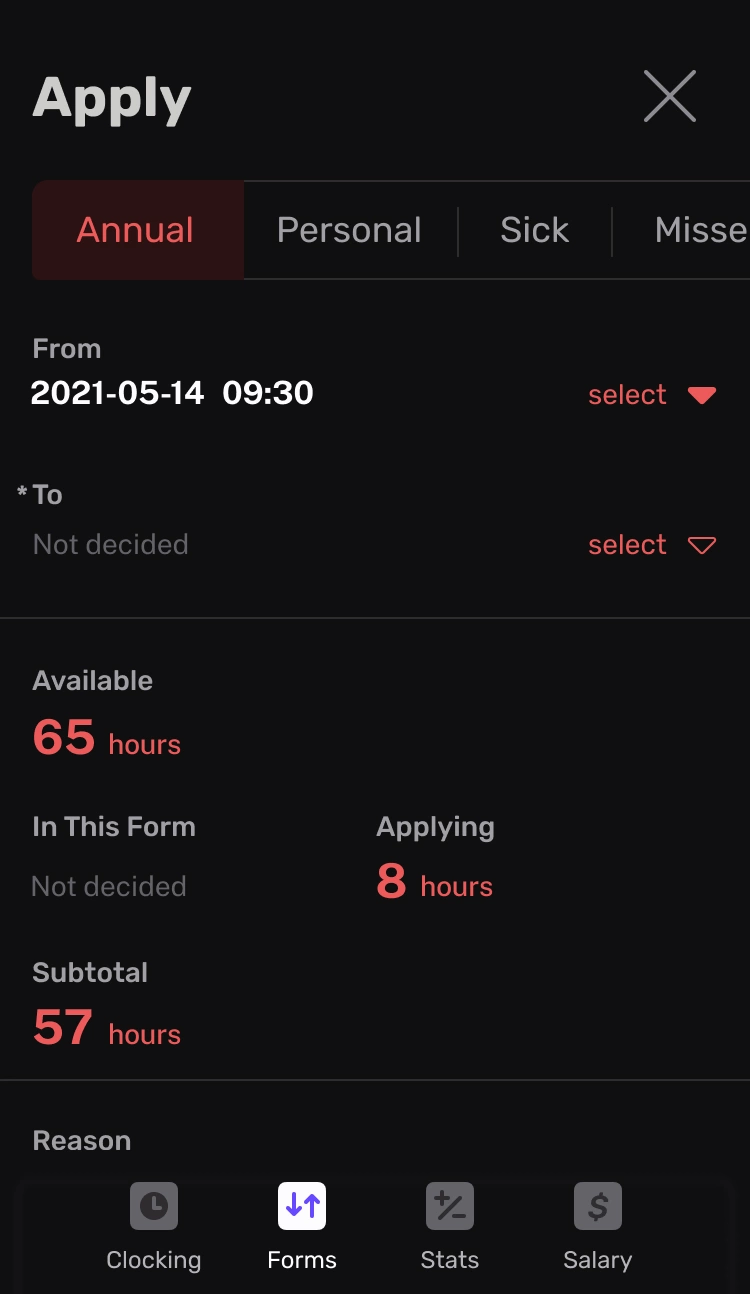 Apply
Annual Personal Sick Misse
From
2021-05-14 09:30 select
* To
Not decided select
Available
65 hours
In This Form Applying
Not decided 8 hours
Subtotal
57 hours
Reason
Clocking Forms Stats Salary